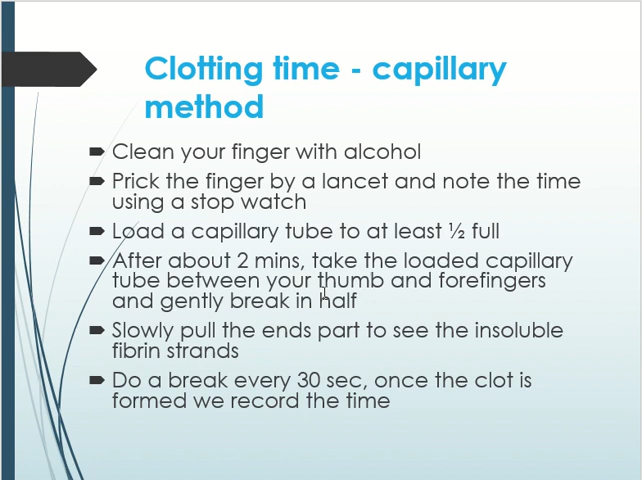 Clotting time - capillary
method
Clean your finger with alcohol
Prick the finger by a lancet and note the time
using a stop watch
Load a capillary tube to at least ½ full
After about 2 mins, take the loaded capillary
tube between your thumb and forefingers
and gently break in half
Slowly pull the ends part to see the insoluble
fibrin strands
Do a break every 30 sec, once the clot is
formed we record the time